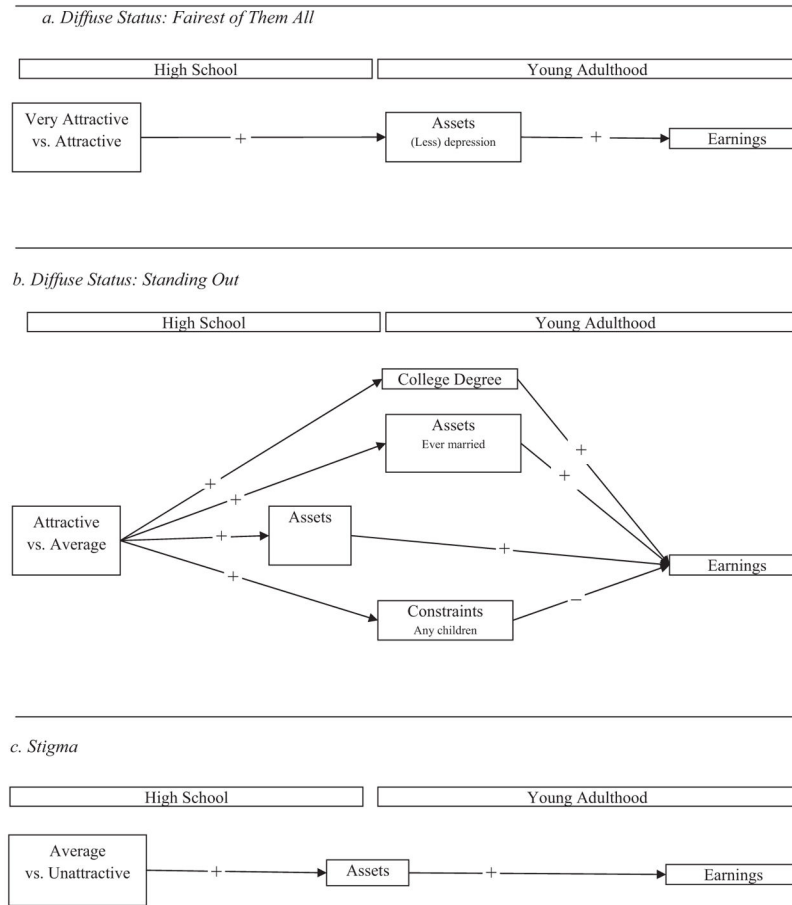 a. Diffuse Status: Fairest of Them All
High School
Young Adulthood
Very Attractive
vs. Attractive
+
Assets
(Less) depression
+
Earnings
b. Diffuse Status: Standing Out
High School
Young Adulthood
College Degree
Assets
Ever married
+
+
+
+
Attractive
vs. Average
Assets
+
+
Earnings
+
Constraints
Any children
−
c. Stigma
High School
Young Adulthood
Average
vs. Unattractive
+
Assets
+
Earnings